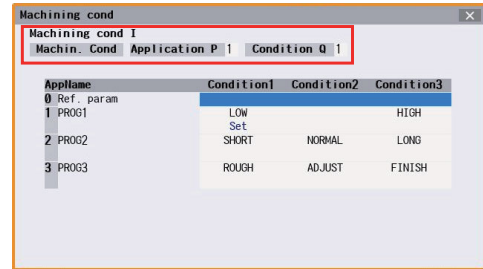 Machining cond
Machining cond I
Machin. Cond Application P 1 Condition Q 1
AppName Condition1 Condition2 Condition3
0 Ref. param
1 PROG1 LOW HIGH
Set
2 PROG2 SHORT NORMAL LONG
3 PROG3 ROUGH ADJUST FINISH